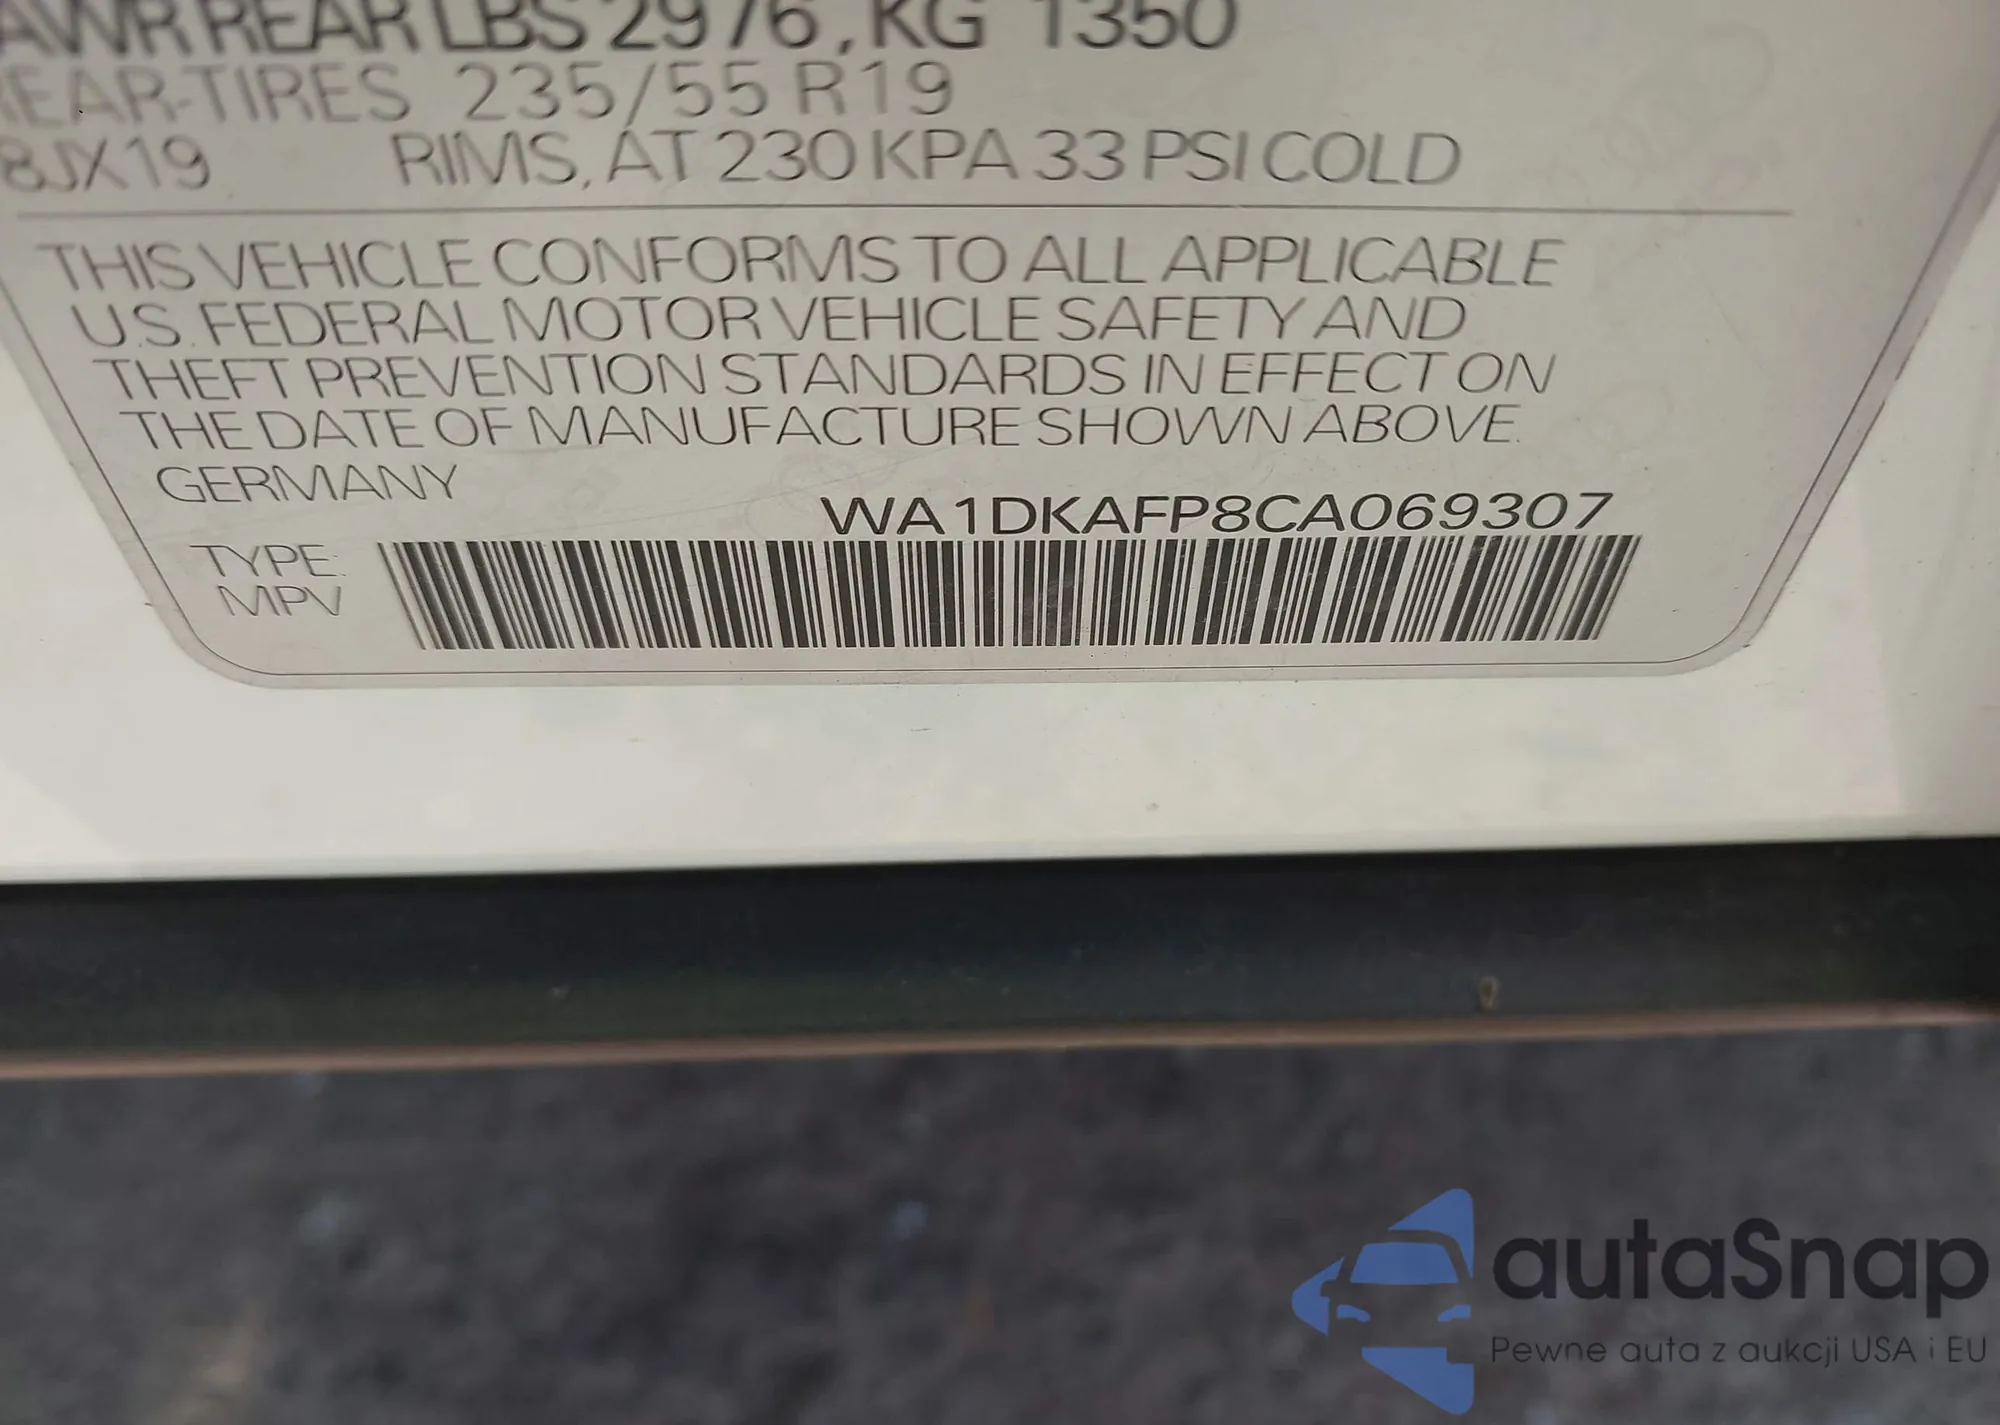 AWR REAR LBS 2976, KG 1350
REAR-TIRES 235/55 R19
8JX19 RIMS, AT 230 KPA 33 PSI COLD
THIS VEHICLE CONFORMS TO ALL APPLICABLE
U.S. FEDERAL MOTOR VEHICLE SAFETY AND
THEFT PREVENTION STANDARDS IN EFFECT ON
THE DATE OF MANUFACTURE SHOWN ABOVE.
GERMANY
WA1DKAFP8CA069307
TYPE:
MPV
autaSnap
Pewne auta z aukcji USA i EU